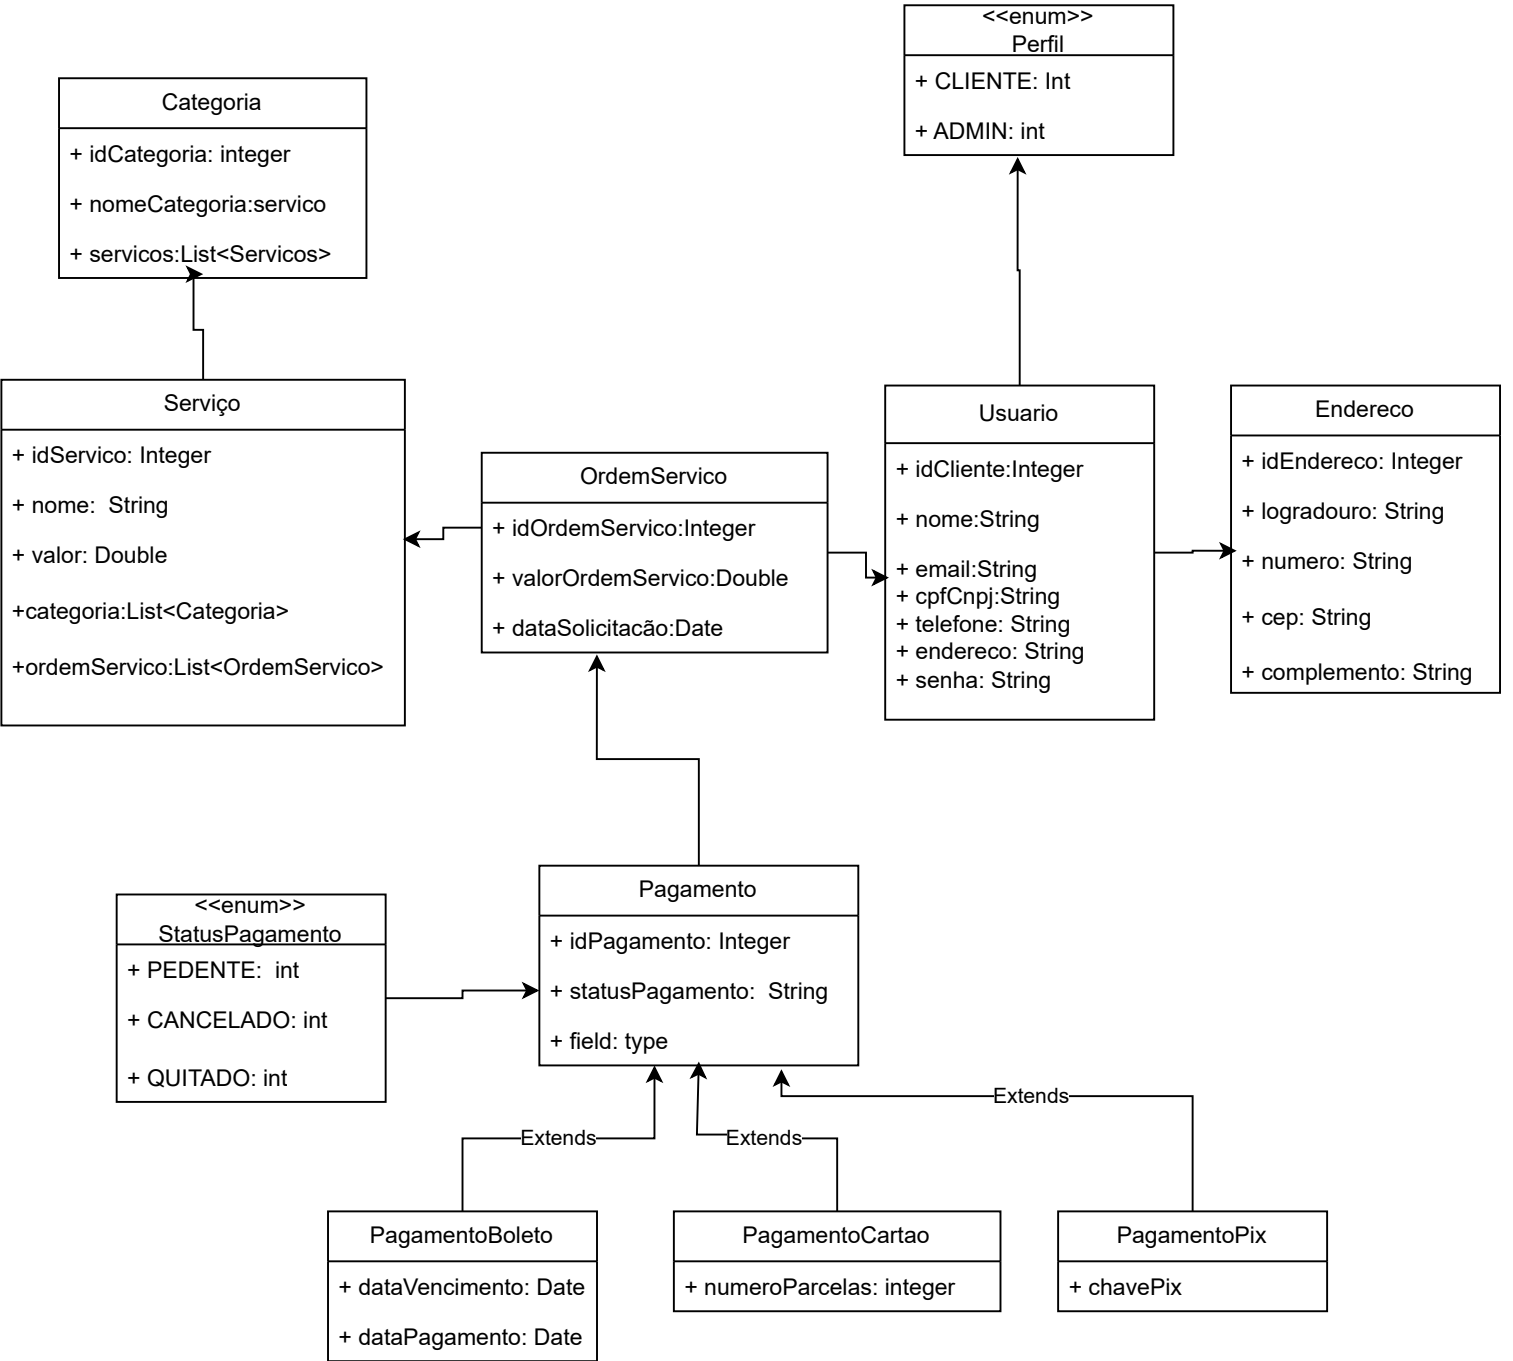 <<enum>>
Perfil
+ CLIENTE: Int
+ ADMIN: int
Categoria
+ idCategoria: integer
+ nomeCategoria:servico
+ servicos:List<Servicos>
Serviço
+ idServico: Integer
+ nome:  String
+ valor: Double
+categoria:List<Categoria>
+ordemServico:List<OrdemServico>
OrdemServico
+ idOrdemServico:Integer
+ valorOrdemServico:Double
+ dataSolicitacão:Date
Usuario
+ idCliente:Integer
+ nome:String
+ email:String
+ cpfCnpj:String
+ telefone: String
+ endereco: String
+ senha: String
Endereco
+ idEndereco: Integer
+ logradouro: String
+ numero: String
+ cep: String
+ complemento: String
Pagamento
+ idPagamento: Integer
+ statusPagamento:  String
+ field: type
<<enum>>
StatusPagamento
+ PEDENTE:  int
+ CANCELADO: int
+ QUITADO: int
Extends
Extends
Extends
PagamentoBoleto
+ dataVencimento: Date
+ dataPagamento: Date
PagamentoCartao
+ numeroParcelas: integer
PagamentoPix
+ chavePix